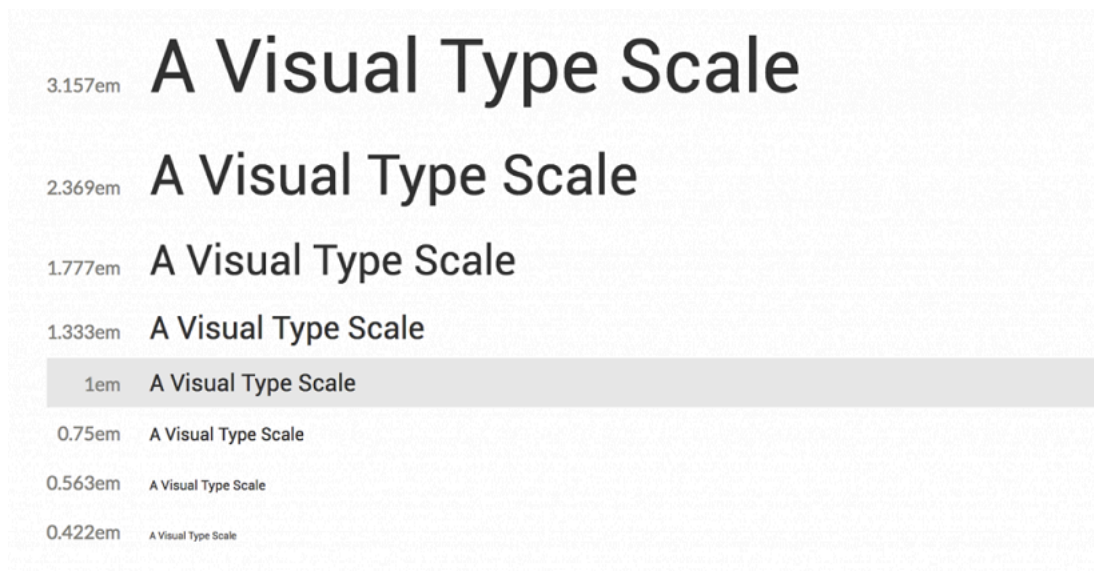 3.157em A Visual Type Scale
2.369em A Visual Type Scale
1.777em A Visual Type Scale
1.333em A Visual Type Scale
1em A Visual Type Scale
0.75em A Visual Type Scale
0.563em A Visual Type Scale
0.422em A Visual Type Scale